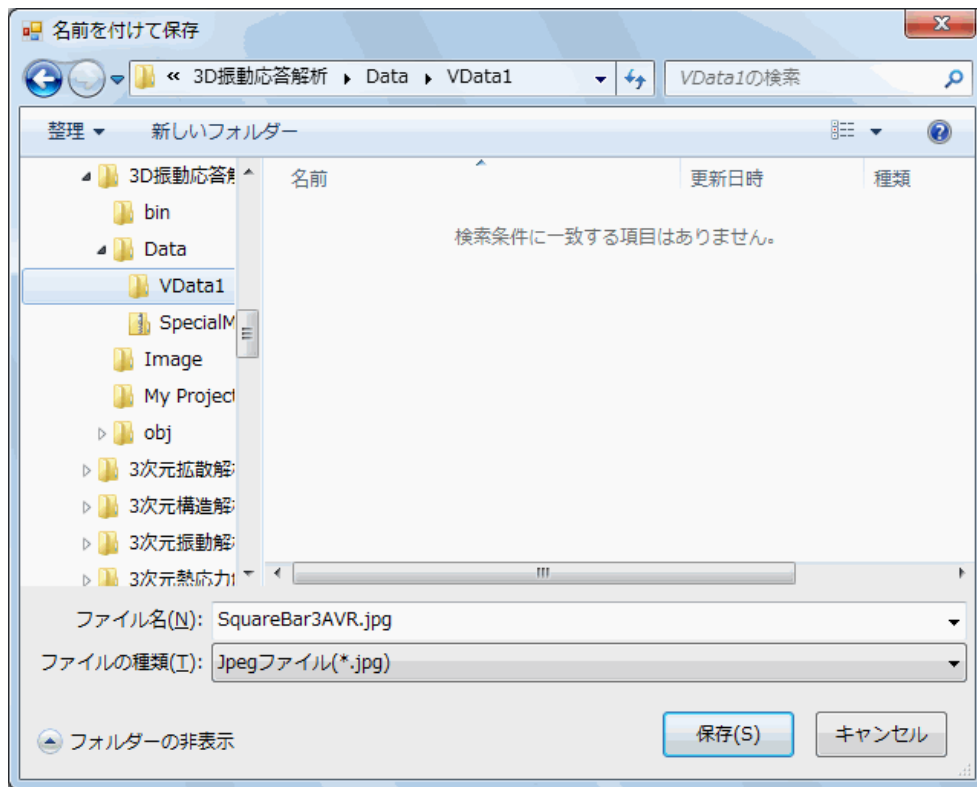 名前を付けて保存
« 3D振動応答解析 ▸ Data ▸ VData1
VData1の検索
整理 ▼ 新しいフォルダー
名前 更新日時 種類
検索条件に一致する項目はありません。
3D振動応答解
bin
Data
VData1
SpecialM
Image
My Project
obj
3次元拡散解
3次元構造解
3次元振動解
3次元熱応力
ファイル名(N): SquareBar3AVR.jpg
ファイルの種類(T): Jpegファイル(*.jpg)
フォルダーの非表示
保存(S)
キャンセル